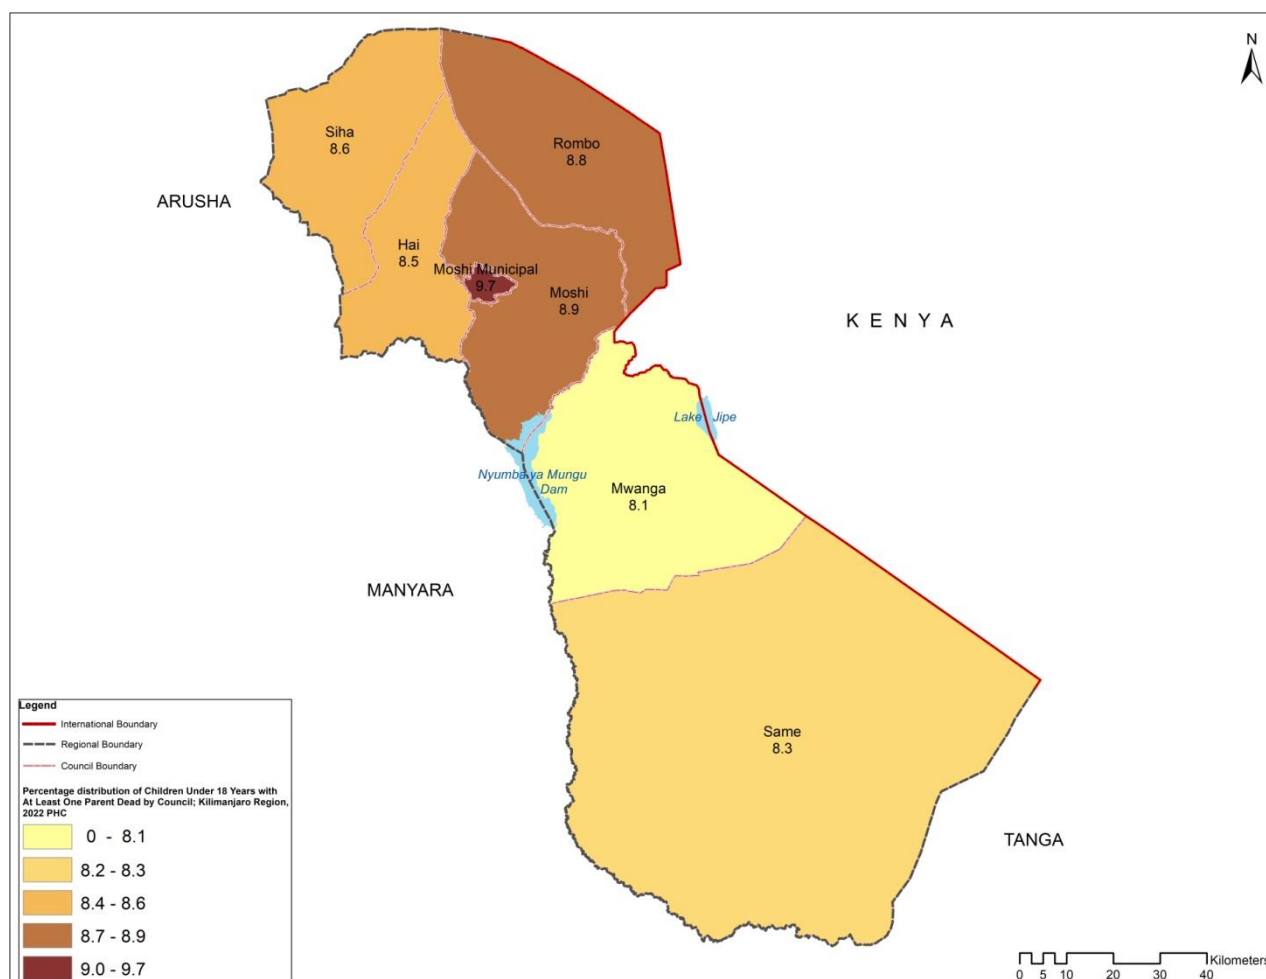 N
Siha
8.6
Rombo
8.8
ARUSHA
Hai
8.5
Moshi Municipal
9.7
Moshi
8.9
K E N Y A
Lake Jipe
Nyumba ya Mungu
Dam
Mwanga
8.1
MANYARA
Same
8.3
TANGA
Legend
International Boundary
Regional Boundary
Council Boundary
Percentage distribution of Children Under 18 Years with
At Least One Parent Dead by Council; Kilimanjaro Region,
2022 PHC
0 - 8.1
8.2 - 8.3
8.4 - 8.6
8.7 - 8.9
9.0 - 9.7
Kilometers
0 5 10 20 30 40